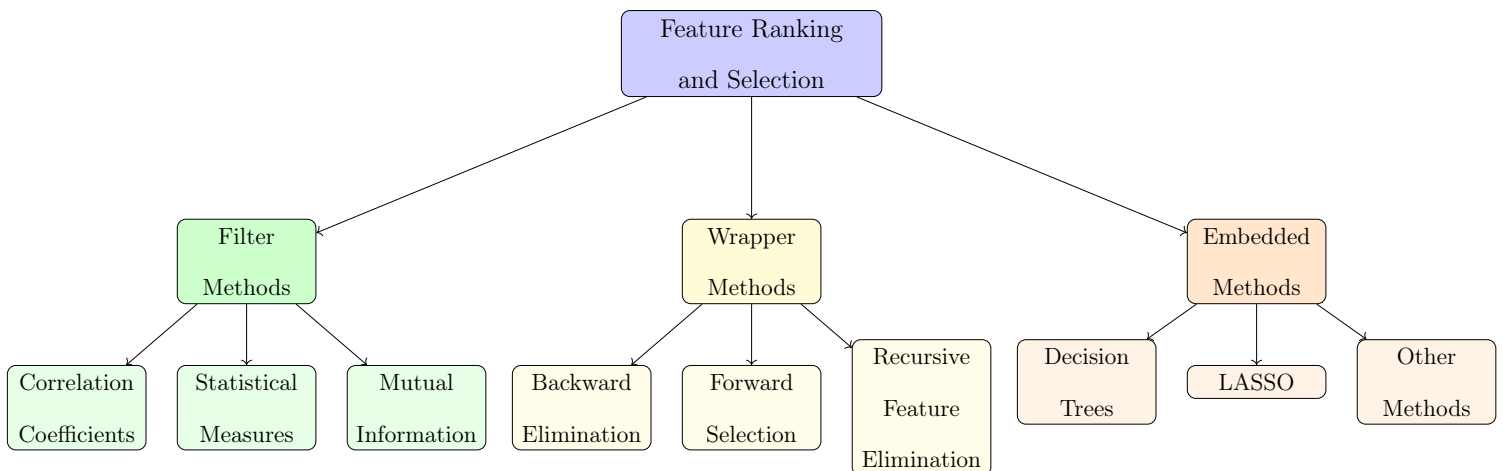 Feature Ranking
and Selection
Filter
Methods
Wrapper
Methods
Embedded
Methods
Correlation
Coefficients
Statistical
Measures
Mutual
Information
Backward
Elimination
Forward
Selection
Recursive
Feature
Elimination
Decision
Trees
LASSO
Other
Methods